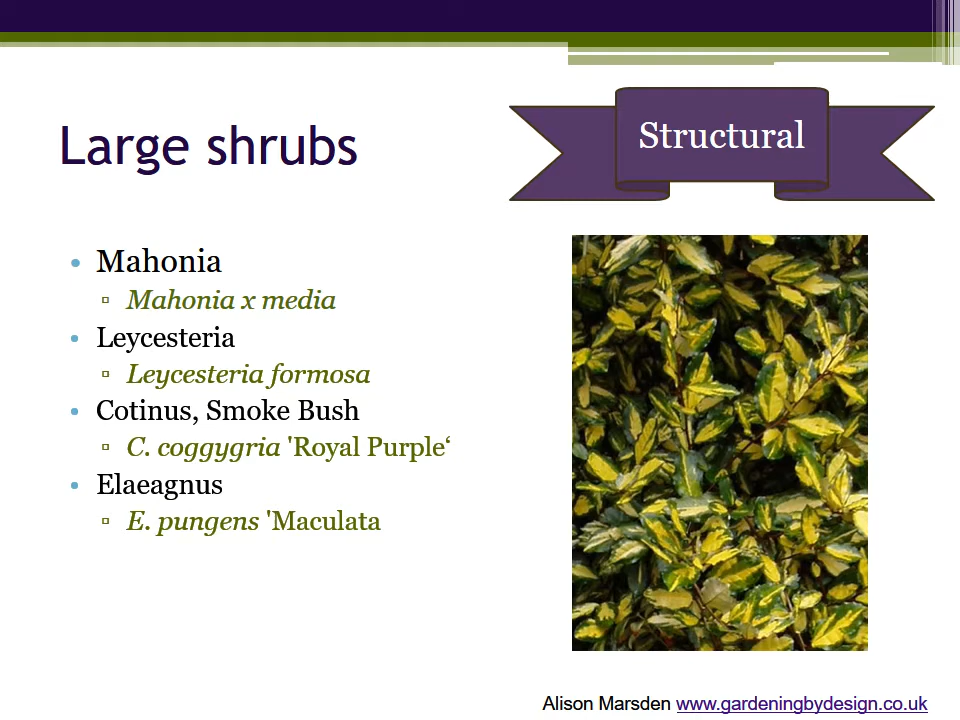 Large shrubs
Structural
• Mahonia
▫ Mahonia x media
• Leycesteria
▫ Leycesteria formosa
• Cotinus, Smoke Bush
▫ C. coggygria 'Royal Purple‘
• Elaeagnus
▫ E. pungens 'Maculata
Alison Marsden www.gardeningbydesign.co.uk